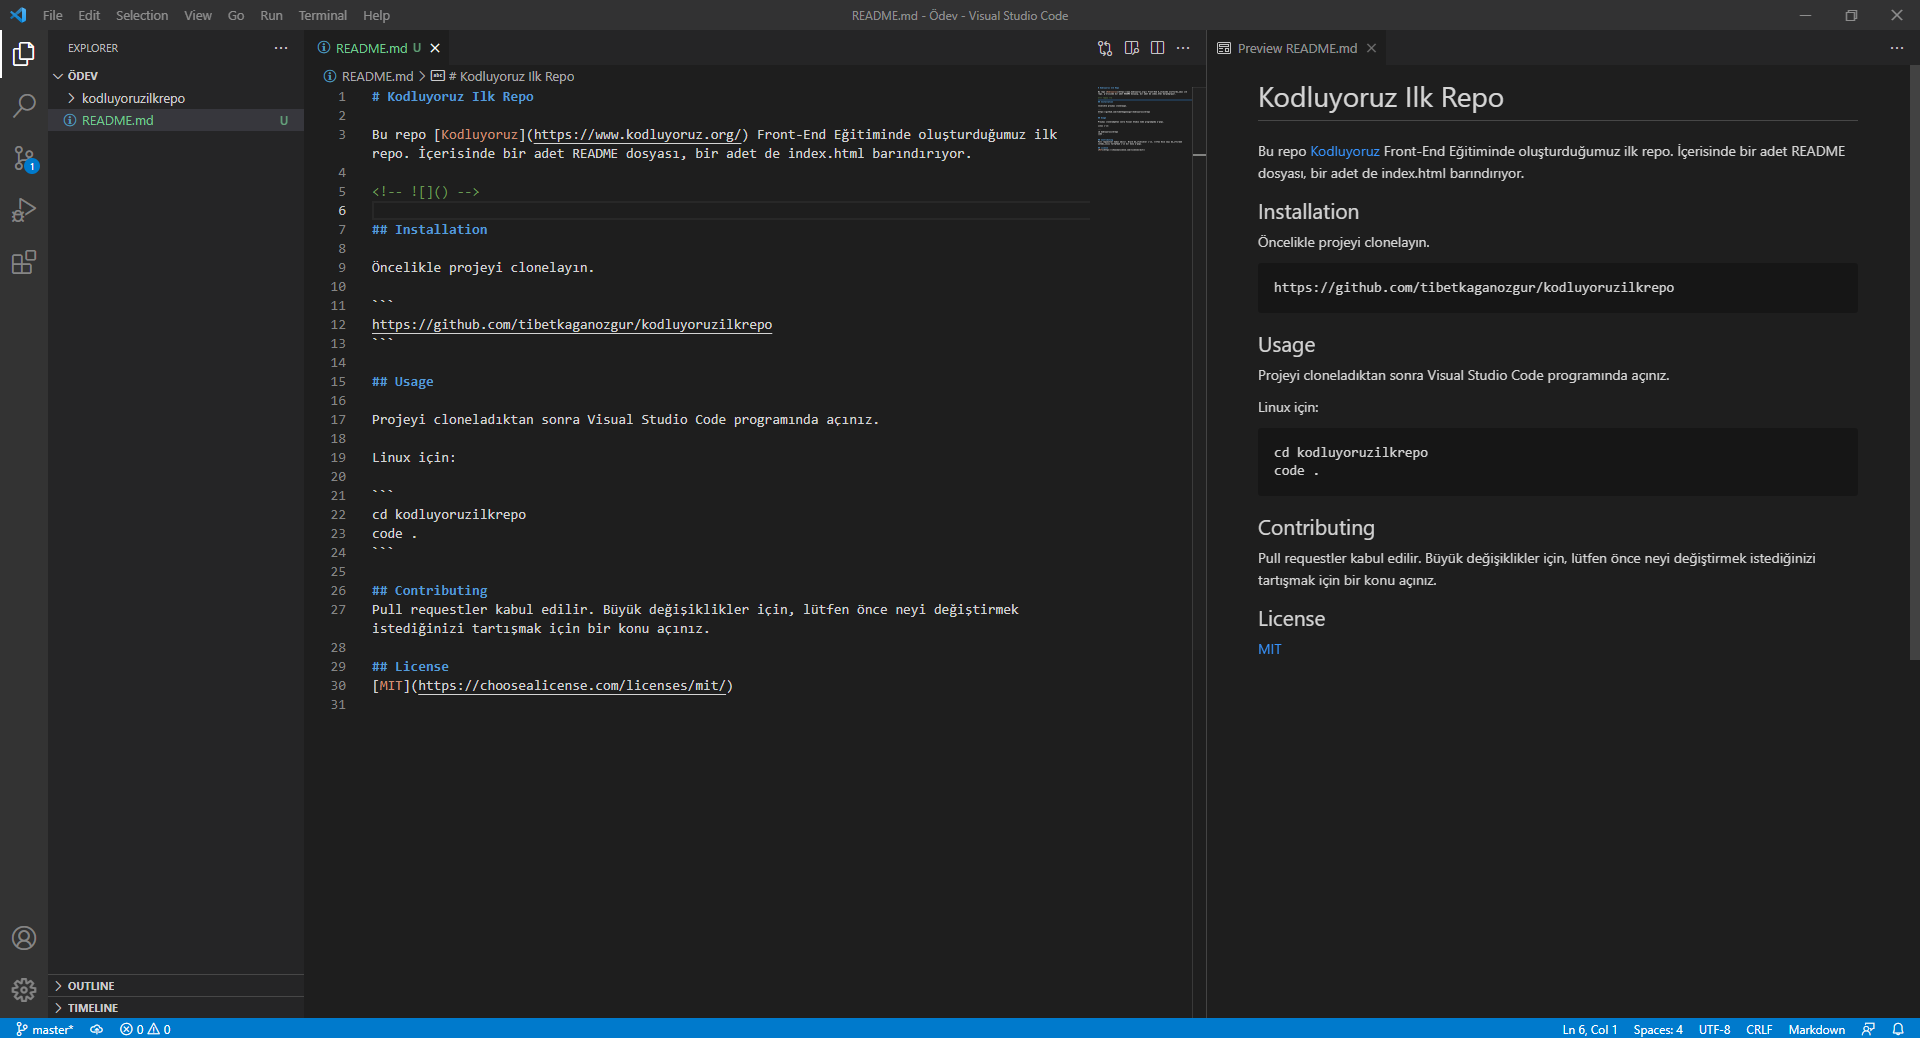 File Edit Selection View Go Run Terminal Help
README.md - Ödev - Visual Studio Code
EXPLORER
ÖDEV
kodluyoruzilkrepo
README.md U
OUTLINE
TIMELINE
README.md U
README.md > # Kodluyoruz Ilk Repo
1 # Kodluyoruz Ilk Repo
2
3 Bu repo [Kodluyoruz](https://www.kodluyoruz.org/) Front-End Eğitiminde oluşturduğumuz ilk
repo. İçerisinde bir adet README dosyası, bir adet de index.html barındırıyor.
4
5 <!-- ![]() -->
6
7 ## Installation
8
9 Öncelikle projeyi clonelayın.
10
11 ```
12 https://github.com/tibetkaganozgur/kodluyoruzilkrepo
13 ```
14
15 ## Usage
16
17 Projeyi cloneladıktan sonra Visual Studio Code programında açınız.
18
19 Linux için:
20
21 ```
22 cd kodluyoruzilkrepo
23 code .
24 ```
25
26 ## Contributing
27 Pull requestler kabul edilir. Büyük değişiklikler için, lütfen önce neyi değiştirmek
istediğinizi tartışmak için bir konu açınız.
28
29 ## License
30 [MIT](https://choosealicense.com/licenses/mit/)
31
Preview README.md
Kodluyoruz Ilk Repo
Bu repo Kodluyoruz Front-End Eğitiminde oluşturduğumuz ilk repo. İçerisinde bir adet README
dosyası, bir adet de index.html barındırıyor.
Installation
Öncelikle projeyi clonelayın.
https://github.com/tibetkaganozgur/kodluyoruzilkrepo
Usage
Projeyi cloneladıktan sonra Visual Studio Code programında açınız.
Linux için:
cd kodluyoruzilkrepo
code .
Contributing
Pull requestler kabul edilir. Büyük değişiklikler için, lütfen önce neyi değiştirmek istediğinizi
tartışmak için bir konu açınız.
License
MIT
1
master* 0 0
Ln 6, Col 1 Spaces: 4 UTF-8 CRLF Markdown